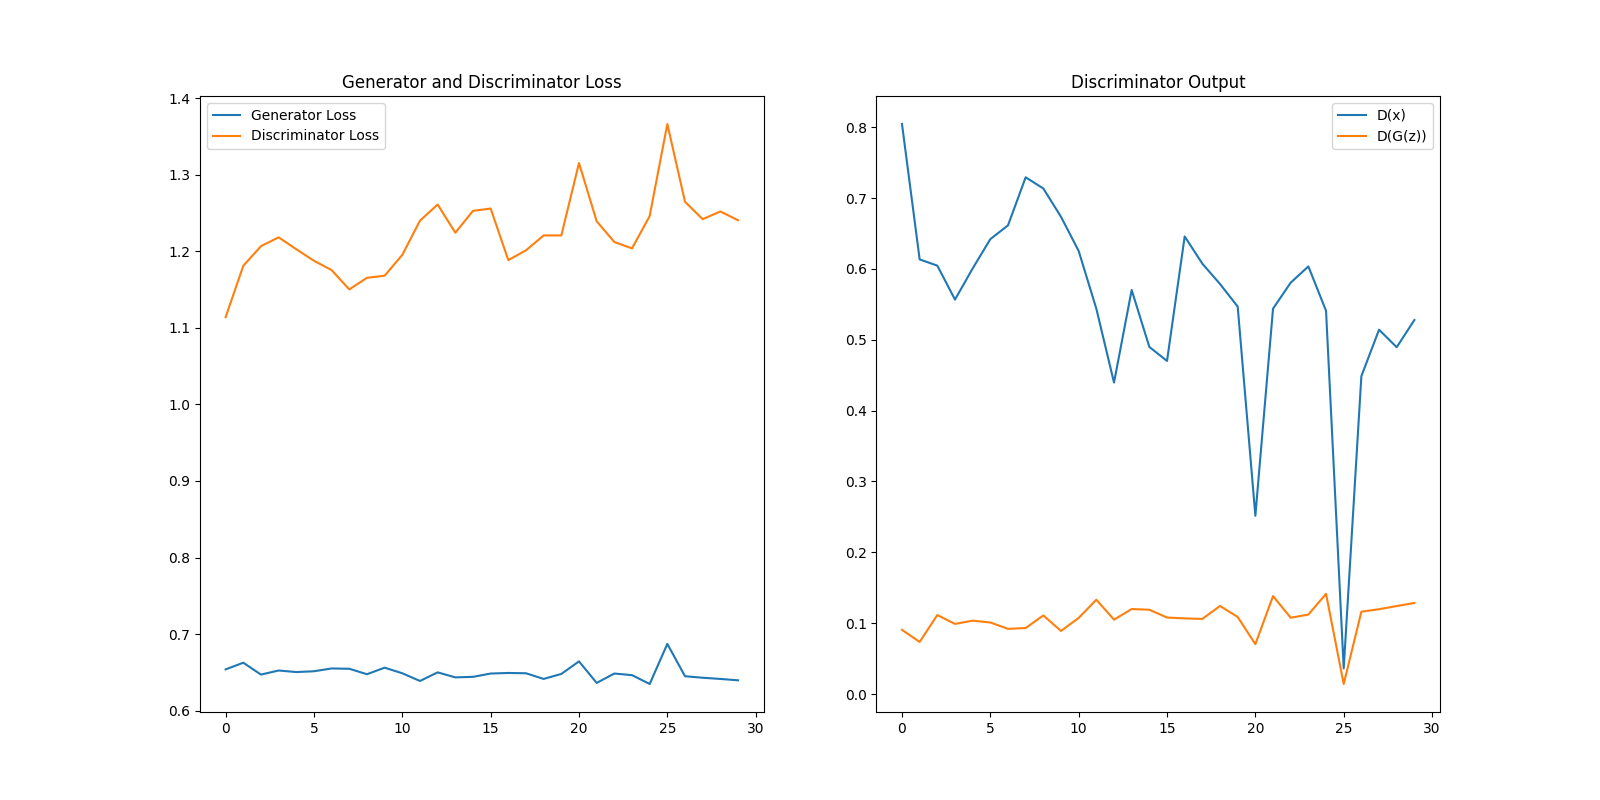 Generator and Discriminator Loss
Generator Loss
Discriminator Loss
1.4
1.3
1.2
1.1
1.0
0.9
0.8
0.7
0.6
0 5 10 15 20 25 30
Discriminator Output
D(x)
D(G(z))
0.8
0.7
0.6
0.5
0.4
0.3
0.2
0.1
0.0
0 5 10 15 20 25 30